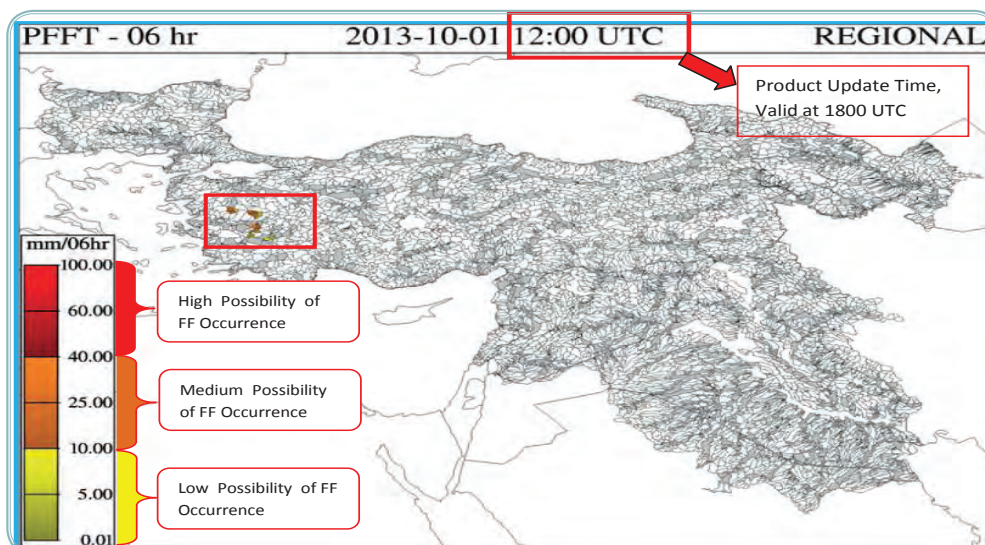 PFFT - 06 hr 2013-10-01 12:00 UTC REGIONAL
Product Update Time,
Valid at 1800 UTC
mm/06hr
100.00
60.00
40.00
25.00
10.00
5.00
0.01
High Possibility of
FF Occurrence
Medium Possibility
of FF Occurrence
Low Possibility of FF
Occurrence